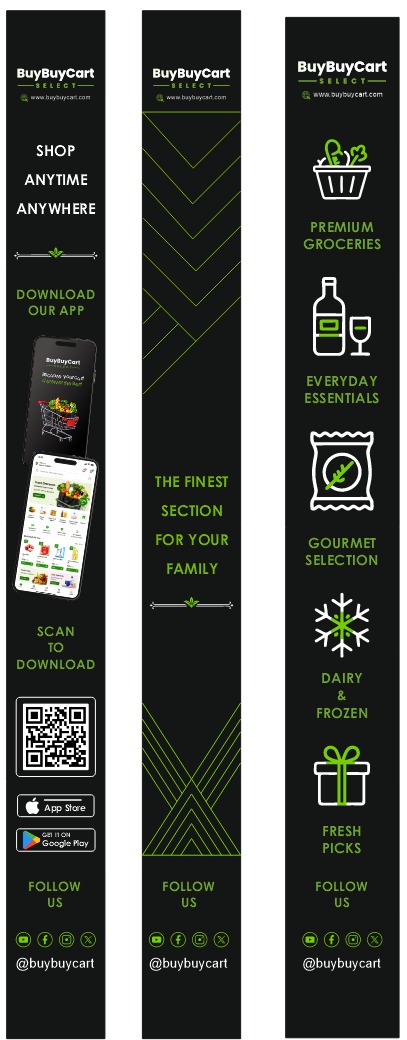 BuyBuyCart
SELECT
www.buybuycart.com
SHOP
ANYTIME
ANYWHERE
DOWNLOAD
OUR APP
BuyBuyCart
SCAN
TO
DOWNLOAD
App Store
GET IT ON
Google Play
FOLLOW
US
@buybuycart
BuyBuyCart
SELECT
www.buybuycart.com
THE FINEST
SECTION
FOR YOUR
FAMILY
FOLLOW
US
@buybuycart
BuyBuyCart
SELECT
www.buybuycart.com
PREMIUM
GROCERIES
EVERYDAY
ESSENTIALS
GOURMET
SELECTION
DAIRY
&
FROZEN
FRESH
PICKS
FOLLOW
US
@buybuycart